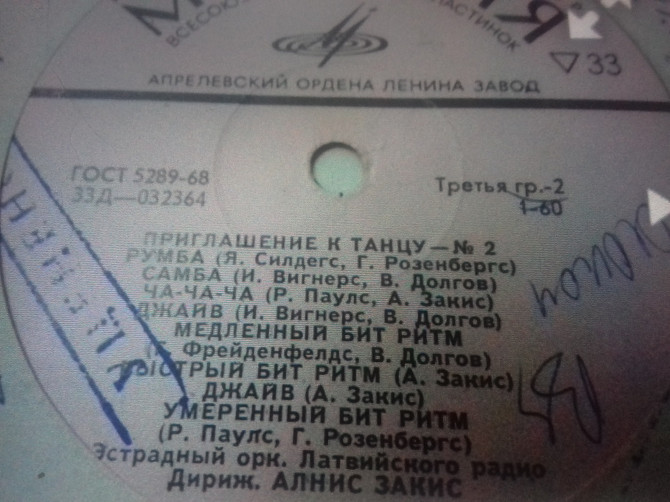 АПРЕЛЕВСКИЙ ОРДЕНА ЛЕНИНА ЗАВОД
33
ГОСТ 5289-68
33Д—032364
Третья гр.-2
1-60
ПРИГЛАШЕНИЕ К ТАНЦУ — № 2
РУМБА (Я. Силдегс, Г. Розенбергс)
САМБА (И. Вигнерс, В. Долгов)
ЧА-ЧА-ЧА (Р. Паулс, А. Закис)
ДЖАЙВ (И. Вигнерс, В. Долгов)
МЕДЛЕННЫЙ БИТ РИТМ
Фрейденфелдс, В. Долгов)
БЫСТРЫЙ БИТ РИТМ (А. Закис)
ДЖАЙВ (А. Закис)
УМЕРЕННЫЙ БИТ РИТМ
(Р. Паулс, Г. Розенбергс)
Эстрадный орк. Латвийского радио
Дириж. АЛНИС ЗАКИС